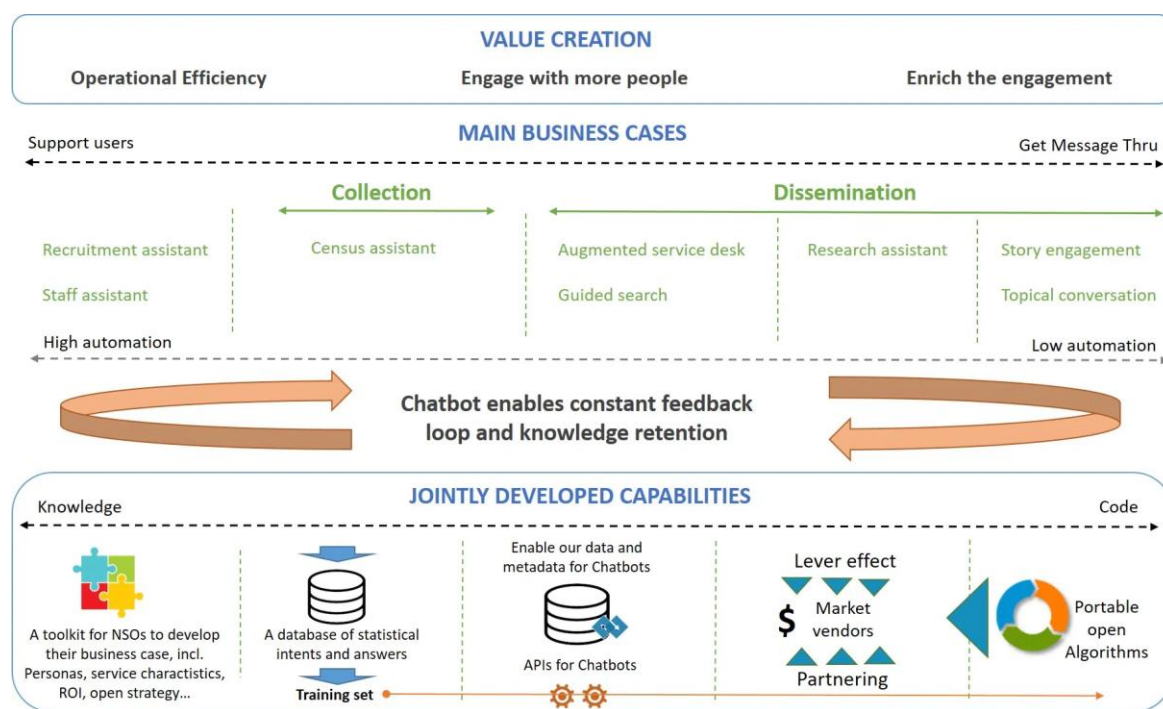 VALUE CREATION
Operational Efficiency
Engage with more people
Enrich the engagement
MAIN BUSINESS CASES
Support users
Get Message Thru
Collection
Dissemination
Recruitment assistant
Census assistant
Augmented service desk
Research assistant
Story engagement
Staff assistant
Guided search
Topical conversation
High automation
Low automation
Chatbot enables constant feedback
loop and knowledge retention
JOINTLY DEVELOPED CAPABILITIES
Knowledge
Code
A toolkit for NSOs to develop
their business case, incl.
Personas, service charactistics,
ROI, open strategy...
A database of statistical
intents and answers
Training set
Enable our data and
metadata for Chatbots
APIs for Chatbots
Lever effect
$
Market
vendors
Partnering
Portable
open
Algorithms